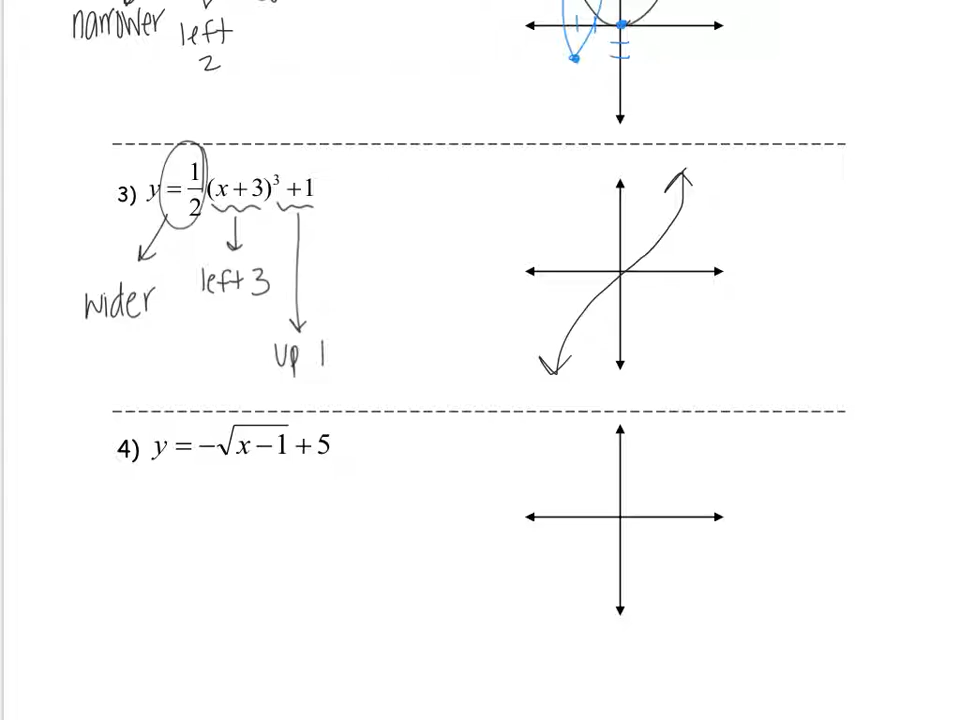 narrower
left
2
3) y = 1/2 (x+3)³ +1
wider
left 3
up 1
4) y = -√(x-1) + 5